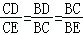 CD/CE = BD/BC = BC/BE